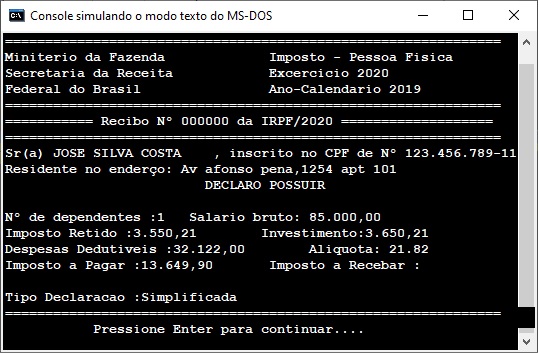 Console simulando o modo texto do MS-DOS
==============================================================
Miniterio da Fazenda Imposto - Pessoa Fisica
Secretaria da Receita Excercicio 2020
Federal do Brasil Ano-Calendario 2019
==============================================================
=========== Recibo N° 000000 da IRPF/2020 ===================
==============================================================
Sr(a) JOSE SILVA COSTA , inscrito no CPF de N° 123.456.789-11
Residente no enderço: Av afonso pena,1254 apt 101
DECLARO POSSUIR
N° de dependentes :1 Salario bruto: 85.000,00
Imposto Retido :3.550,21 Investimento:3.650,21
Despesas Dedutiveis :32.122,00 Aliquota: 21.82
Imposto a Pagar :13.649,90 Imposto a Recebar :
Tipo Declaracao :Simplificada
==============================================================
Pressione Enter para continuar....